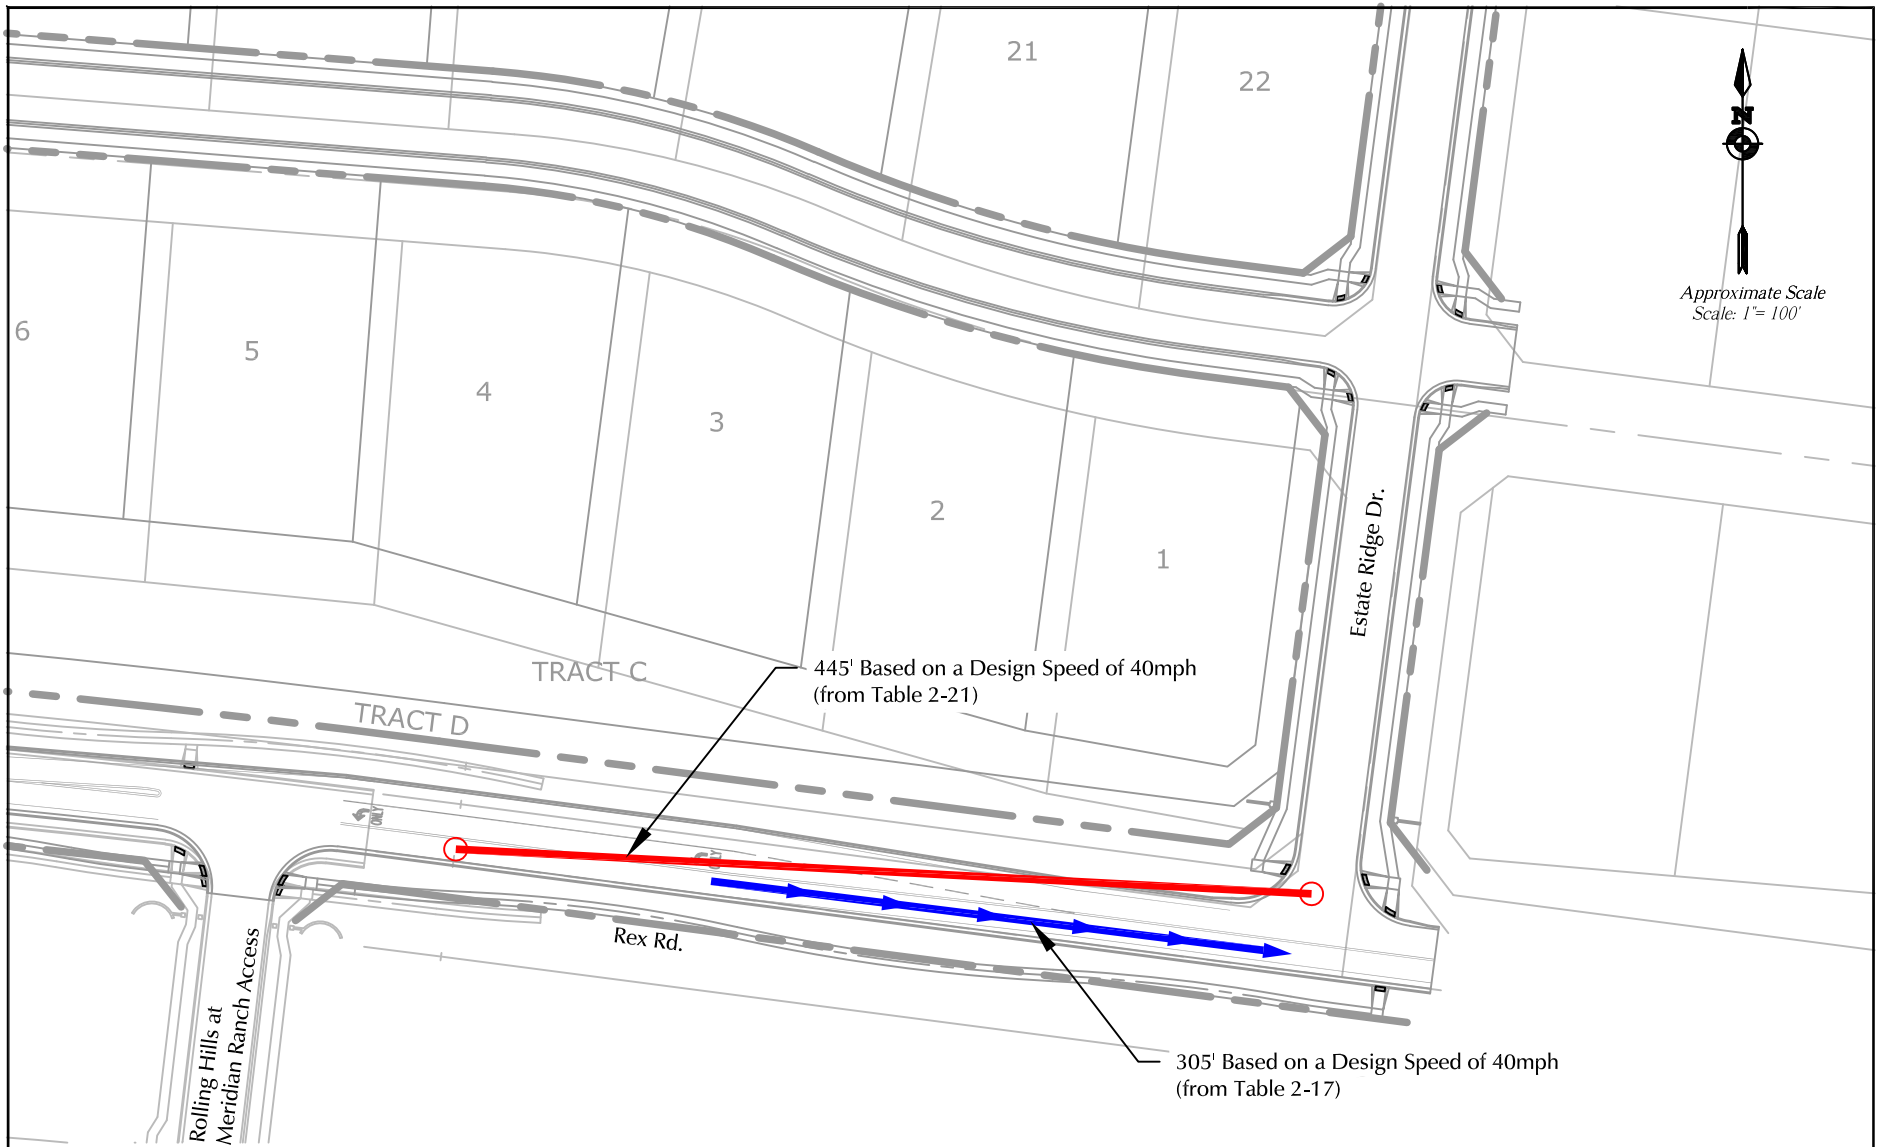 21
22
N
Approximate Scale
Scale: 1"= 100'
6
5
4
3
2
1
Estate Ridge Dr.
445' Based on a Design Speed of 40mph
(from Table 2-21)
TRACT C
TRACT D
ONLY
Rex Rd.
Rolling Hills at
Meridian Ranch Access
305' Based on a Design Speed of 40mph
(from Table 2-17)